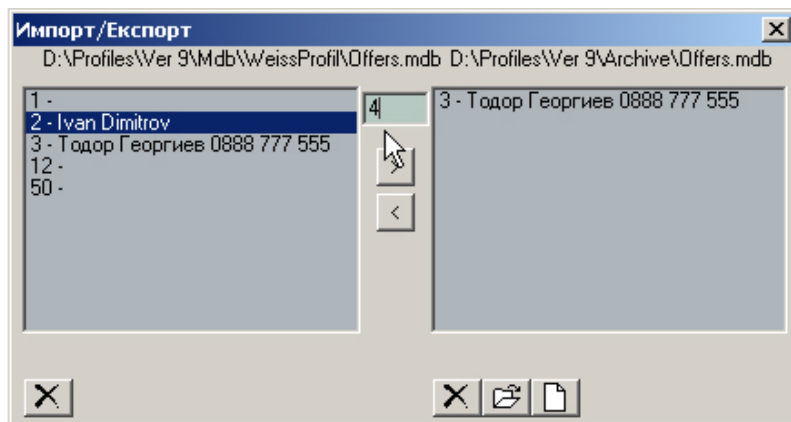 Импорт/Експорт
D:\Profiles\Ver 9\Mdb\WeissProfil\Offers.mdb D:\Profiles\Ver 9\Archive\Offers.mdb
1 -
2 - Ivan Dimitrov
3 - Тодор Георгиев 0888 777 555
12 -
50 -
4
>
<
3 - Тодор Георгиев 0888 777 555